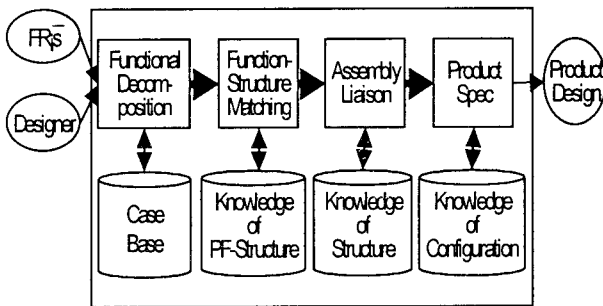 FRs
Functional
Decom-
position
Function-
Structure
Matching
Assembly
Liaison
Product
Spec
Product
Design
Designer
Case
Base
Knowledge
of
PF-Structure
Knowledge
of
Structure
Knowledge
of
Configuration